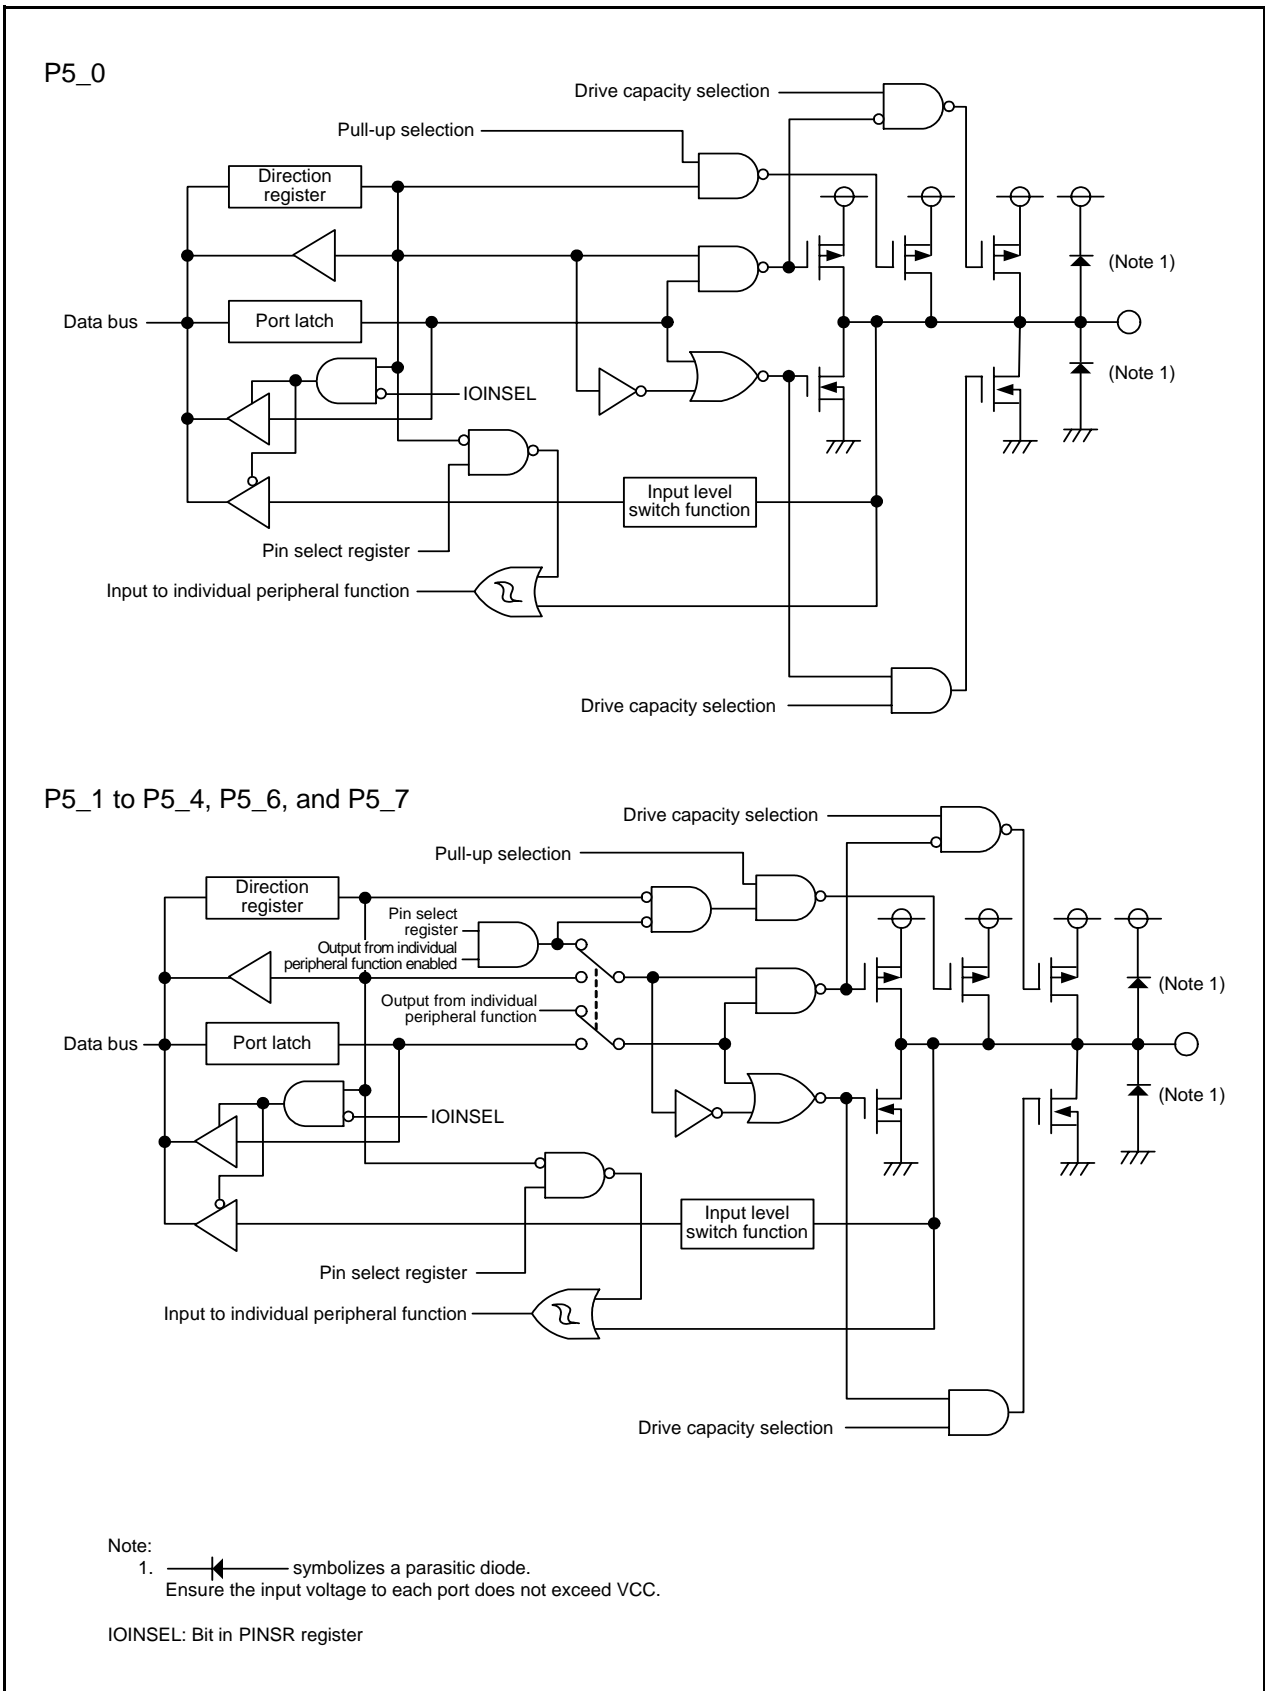 P5_0
Drive capacity selection
Pull-up selection
Direction
register
(Note 1)
Data bus
Port latch
(Note 1)
IOINSEL
Input level
switch function
Pin select register
Input to individual peripheral function
Drive capacity selection
P5_1 to P5_4, P5_6, and P5_7
Drive capacity selection
Pull-up selection
Direction
register
Pin select
register
Output from individual
peripheral function enabled
(Note 1)
Output from individual
peripheral function
Data bus
Port latch
(Note 1)
IOINSEL
Input level
switch function
Pin select register
Input to individual peripheral function
Drive capacity selection
Note:
1. symbolizes a parasitic diode.
Ensure the input voltage to each port does not exceed VCC.
IOINSEL: Bit in PINSR register